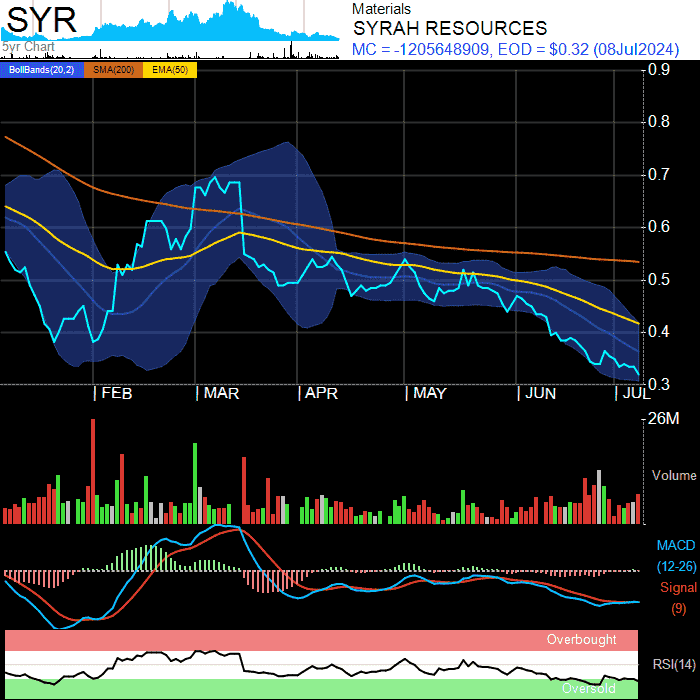 SYR
5yr Chart
Materials
SYRAH RESOURCES
MC = -1205648909, EOD = $0.32 (08Jul2024)
BollBands(20,2) SMA(200) EMA(50)
0.9
0.8
0.7
0.6
0.5
0.4
0.3
FEB MAR APR MAY JUN JUL
26M
Volume
MACD
(12-26)
Signal
(9)
Overbought
RSI(14)
Oversold